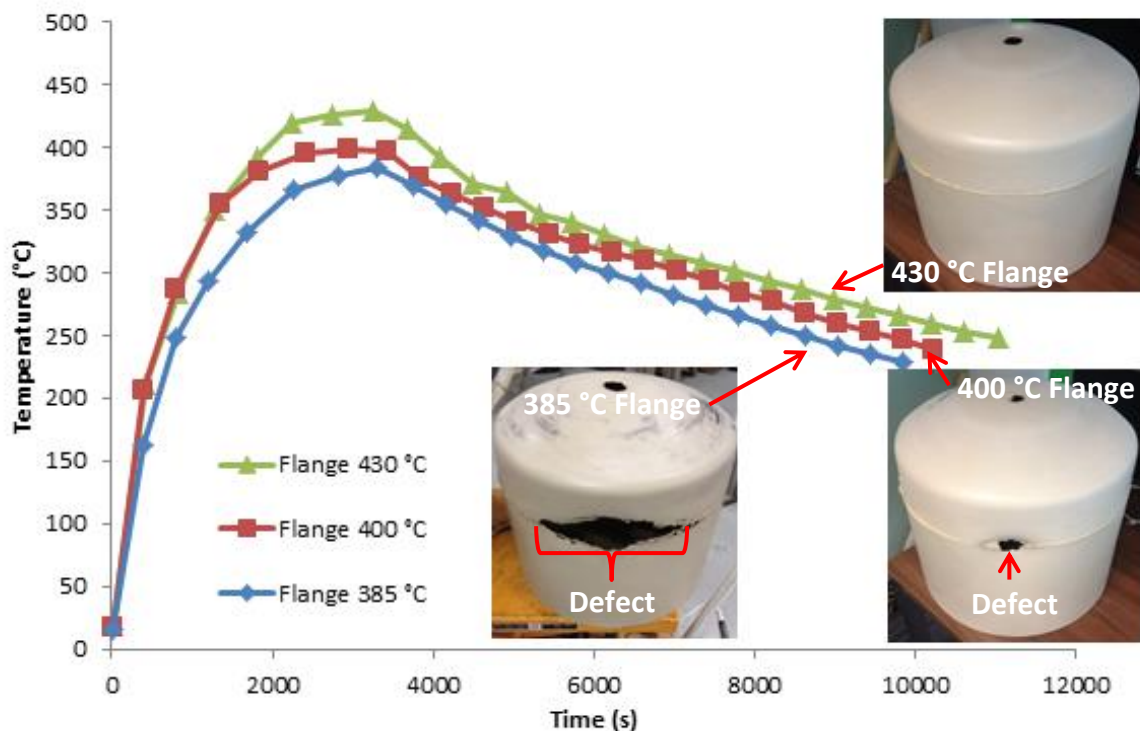 500
450
400
350
300
250
200
150
100
50
0
Temperature (°C)
0
2000
4000
6000
8000
10000
12000
Time (s)
Flange 430 °C
Flange 400 °C
Flange 385 °C
430 °C Flange
385 °C Flange
400 °C Flange
Defect
Defect